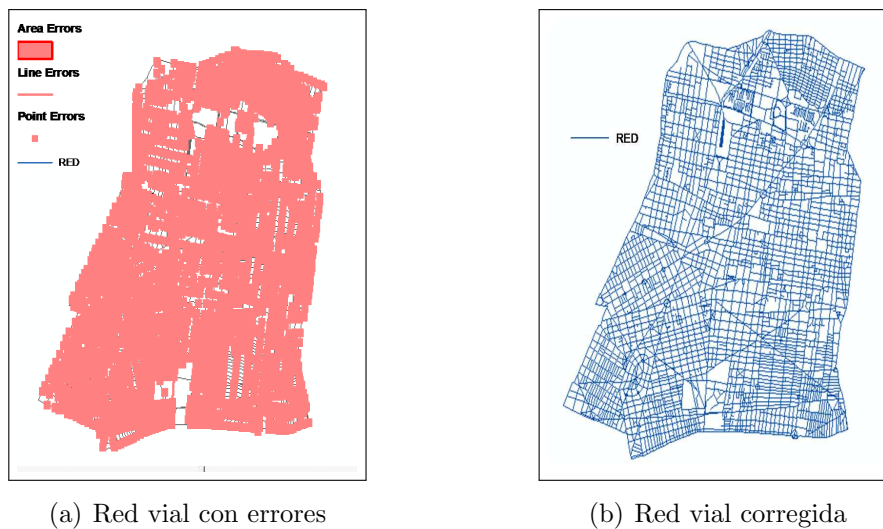 Area Errors
Line Errors
Point Errors
RED
RED
(a) Red vial con errores
(b) Red vial corregida